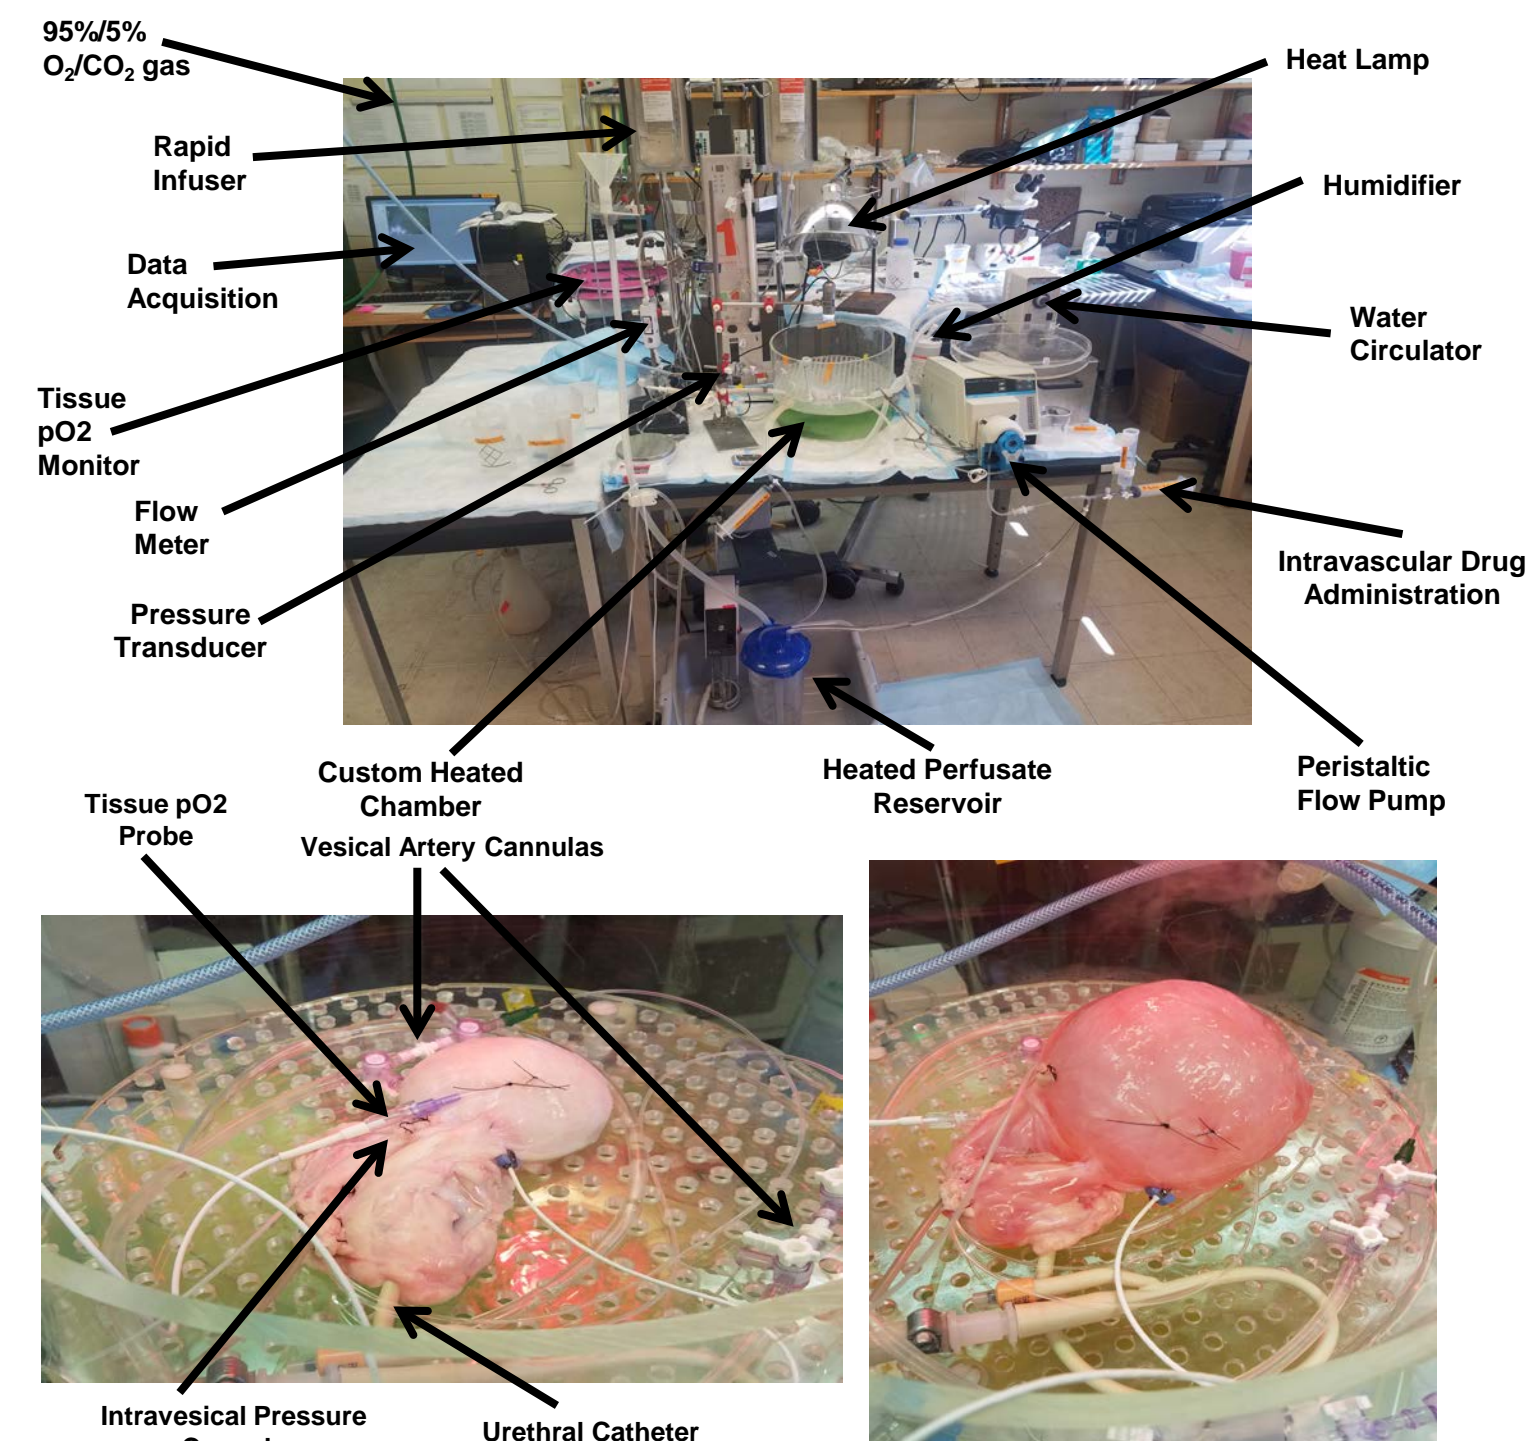 95%/5%
O₂/CO₂ gas
Heat Lamp
Rapid
Infuser
Humidifier
Data
Acquisition
Water
Circulator
Tissue
pO2
Monitor
Flow
Meter
Intravascular Drug
Administration
Pressure
Transducer
1
Custom Heated
Chamber
Heated Perfusate
Reservoir
Peristaltic
Flow Pump
Tissue pO2
Probe
Vesical Artery Cannulas
Intravesical Pressure
Urethral Catheter